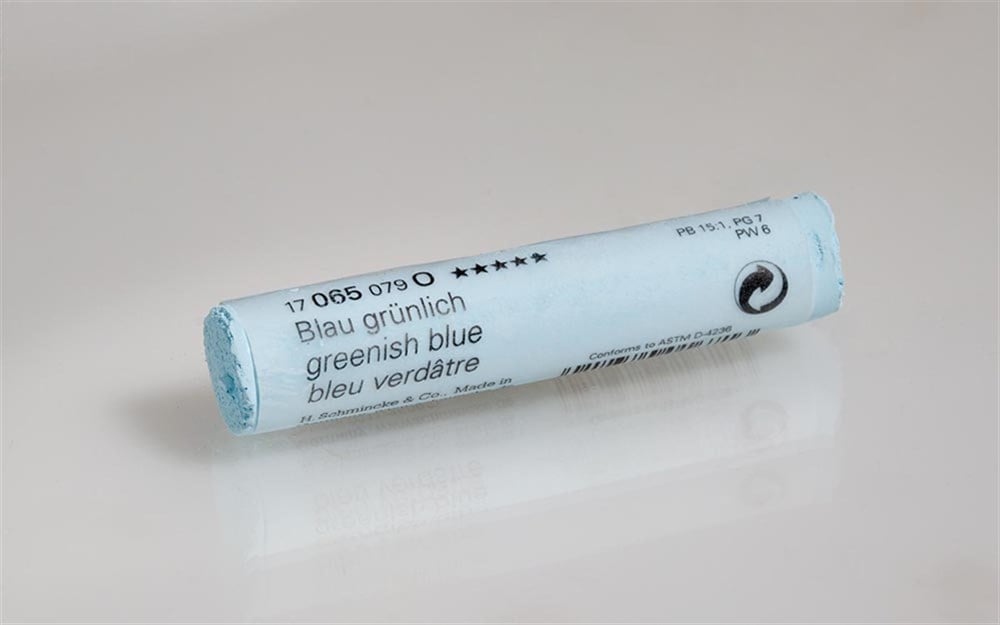 17 065 079 O ★★★★★
Blau grünlich
greenish blue
bleu verdâtre
H. Schmincke & Co., Made in
PB 15:1, PG 7
PW 6
Conforms to ASTM D-4236